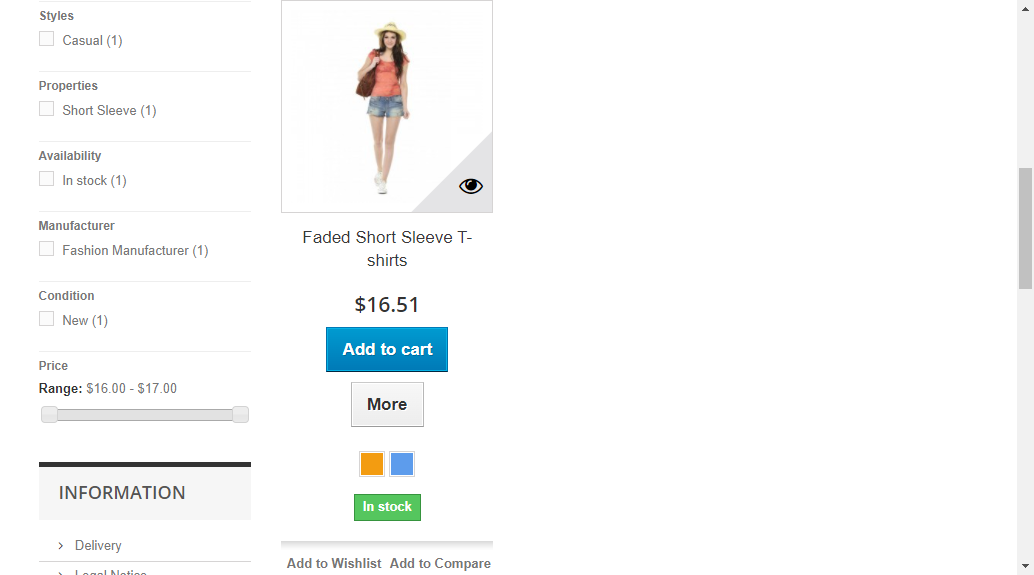 Styles
Casual (1)
Properties
Short Sleeve (1)
Availability
In stock (1)
Manufacturer
Fashion Manufacturer (1)
Condition
New (1)
Price
Range: $16.00 - $17.00
INFORMATION
Delivery
Legal Notice
Faded Short Sleeve T-
shirts
$16.51
Add to cart
More
In stock
Add to Wishlist Add to Compare